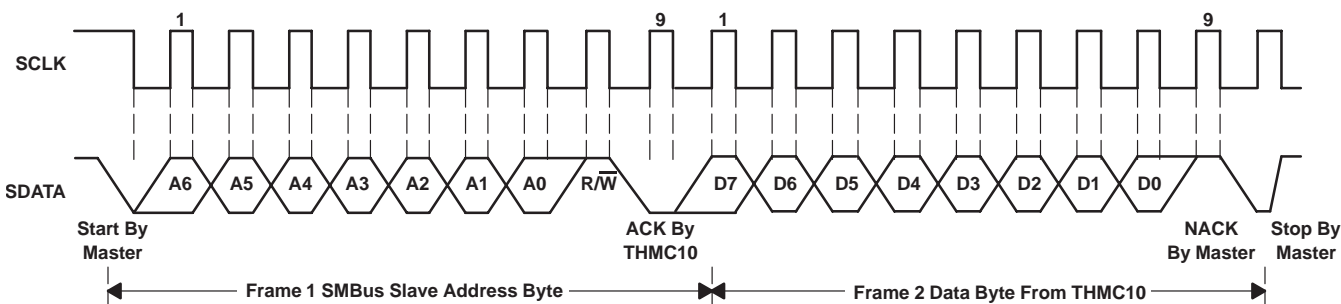 1 9 1 9
SCLK
SDATA
A6 A5 A4 A3 A2 A1 A0 R/W̅ D7 D6 D5 D4 D3 D2 D1 D0
Start By
Master
ACK By
THMC10
NACK
By Master
Stop By
Master
Frame 1 SMBus Slave Address Byte
Frame 2 Data Byte From THMC10